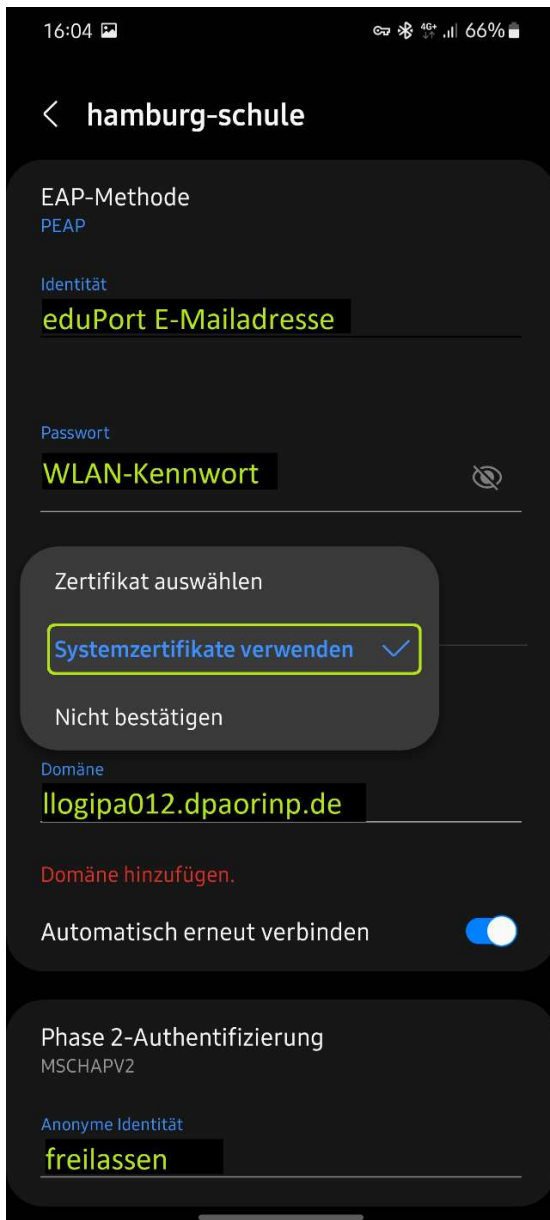 16:04 4G+ 66%
hamburg-schule
EAP-Methode
PEAP
Identität
eduPort E-Mailadresse
Passwort
WLAN-Kennwort
Zertifikat auswählen
Systemzertifikate verwenden
Nicht bestätigen
Domäne
llogipa012.dpaorinp.de
Domäne hinzufügen.
Automatisch erneut verbinden
Phase 2-Authentifizierung
MSCHAPV2
Anonyme Identität
freilassen